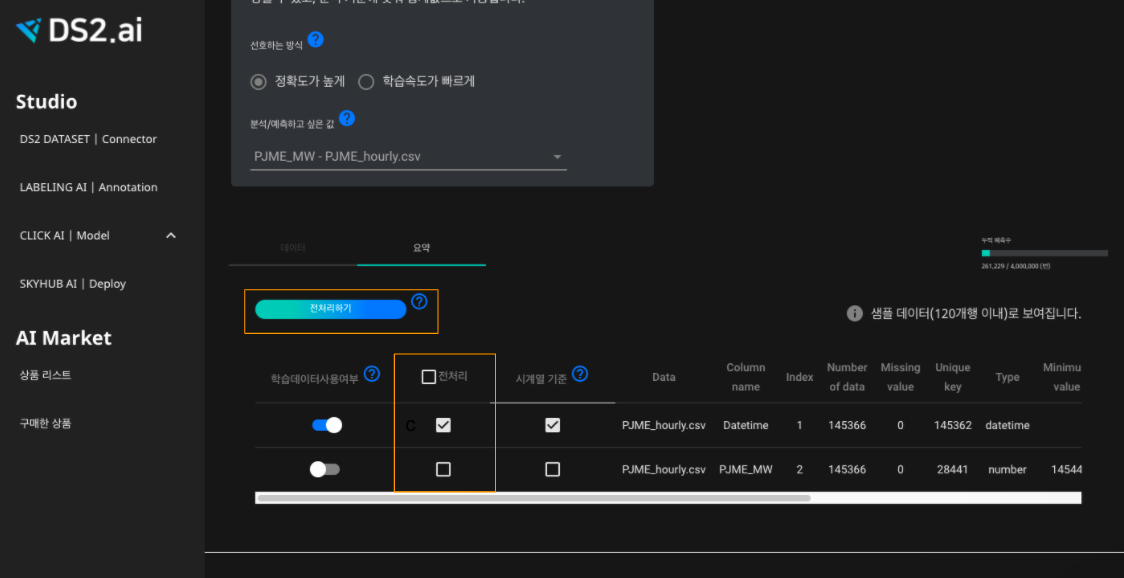 DS2.ai
Studio
DS2 DATASET | Connector
LABELING AI | Annotation
CLICK AI | Model
SKYHUB AI | Deploy
AI Market
상품 리스트
구매한 상품
선호하는 방식 ?
정확도가 높게 학습속도가 빠르게
분석/예측하고 싶은 값 ?
PJME_MW - PJME_hourly.csv
데이터 요약
누적 예측수
261,229 / 4,000,000 (번)
전처리하기 ?
샘플 데이터(120개행 이내)로 보여집니다.
학습데이터사용여부 ? 전처리 시계열 기준 ? Data Column name Index Number of data Missing value Unique key Type Minimu value
C PJME_hourly.csv Datetime 1 145366 0 145362 datetime
PJME_hourly.csv PJME_MW 2 145366 0 28441 number 14544